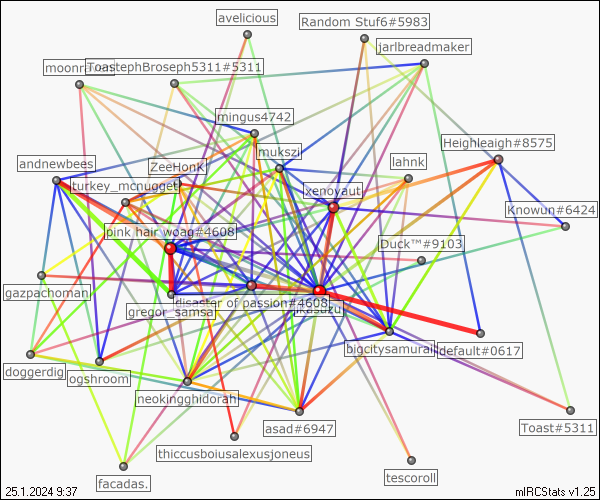 avelicious
Random Stuf6#5983
jarlbreadmaker
ToastephBroseph5311#5311
mingus4742
Heighleaigh#8575
mukszi
andnewbees
ZeeHonk
lahnk
turkey_mcnugget
xenoyaut
Knowun#6424
pink hair woag#4608
Duck™#9103
gazpachoman
disaster of passion#4608
gregor_samsa
bigcitysamurai
default#0617
doggerdig
ogshroom
neokingghidorah
asad#6947
Toast#5311
thiccusboiusalexusjoneus
tescoroll
facadas.
25.1.2024 9:37
mIRCStats v1.25